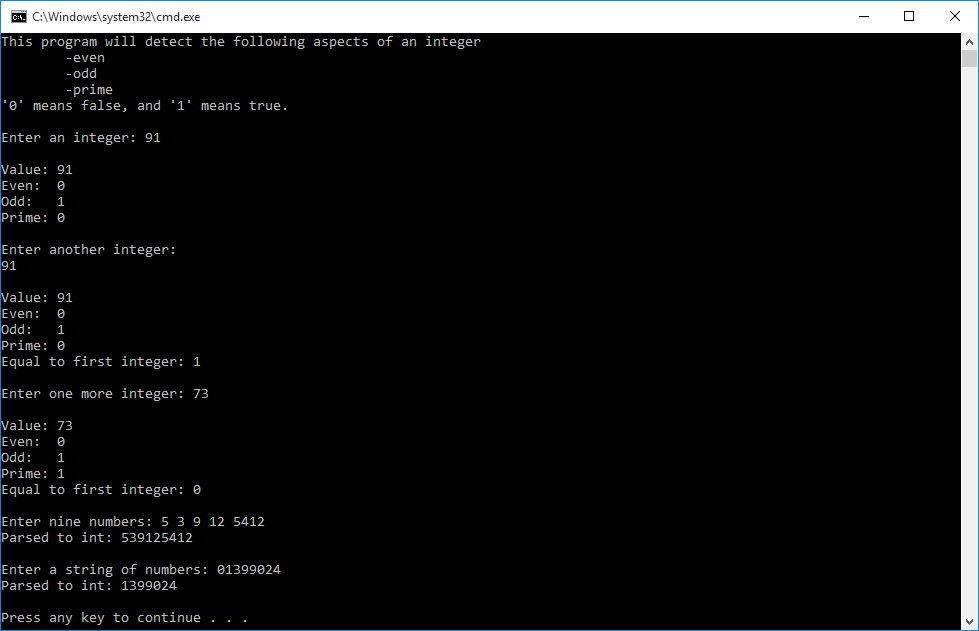 C:\Windows\system32\cmd.exe
This program will detect the following aspects of an integer
-even
-odd
-prime
'0' means false, and '1' means true.
Enter an integer: 91
Value: 91
Even:  0
Odd:   1
Prime: 0
Enter another integer:
91
Value: 91
Even:  0
Odd:   1
Prime: 0
Equal to first integer: 1
Enter one more integer: 73
Value: 73
Even:  0
Odd:   1
Prime: 1
Equal to first integer: 0
Enter nine numbers: 5 3 9 12 5412
Parsed to int: 539125412
Enter a string of numbers: 01399024
Parsed to int: 1399024
Press any key to continue . . .